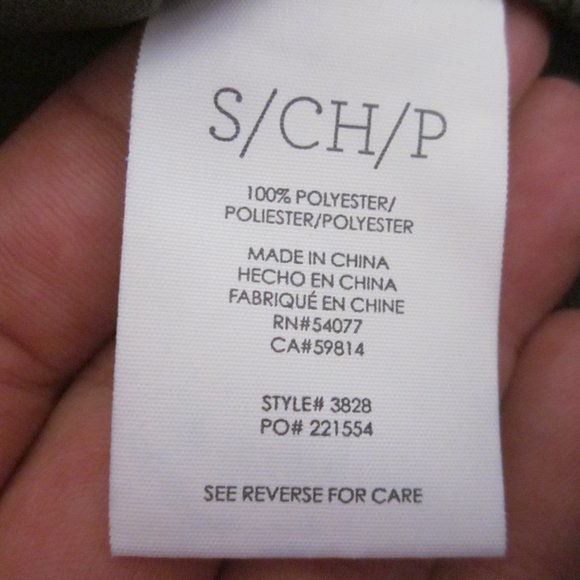 S/CH/P
100% POLYESTER/
POLIESTER/POLYESTER
MADE IN CHINA
HECHO EN CHINA
FABRIQUÉ EN CHINE
RN#54077
CA#59814
STYLE# 3828
PO# 221554
SEE REVERSE FOR CARE